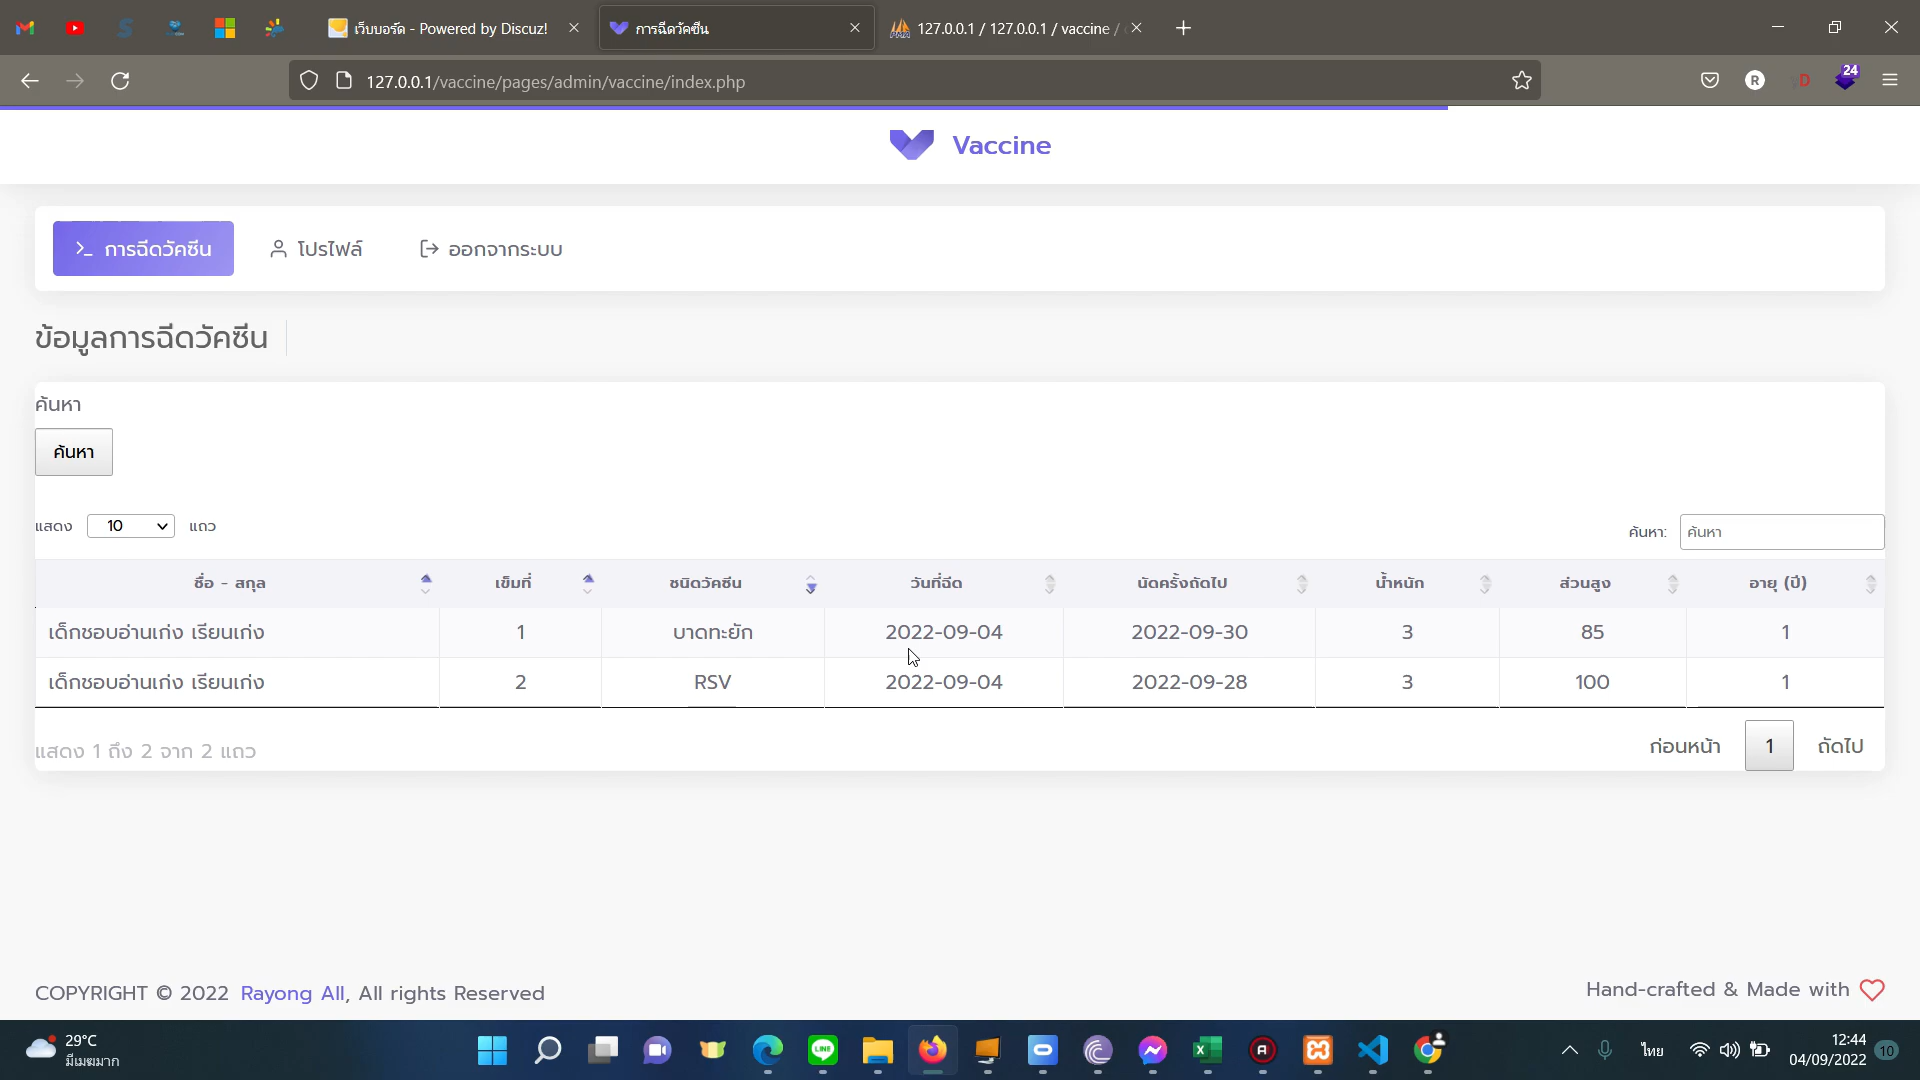 เว็บบอร์ด - Powered by Discuz!
การฉีดวัคซีน
127.0.0.1 / 127.0.0.1 / vaccine /
127.0.0.1/vaccine/pages/admin/vaccine/index.php
R
D
24
Vaccine
การฉีดวัคซีน
โปรไฟล์
ออกจากระบบ
ข้อมูลการฉีดวัคซีน
ค้นหา
ค้นหา
แสดง 10 แถว
ค้นหา: ค้นหา
ชื่อ - สกุล เข็มที่ ชนิดวัคซีน วันที่ฉีด นัดครั้งถัดไป น้ำหนัก ส่วนสูง อายุ (ปี)
เด็กชอบอ่านเก่ง เรียนเก่ง 1 บาดทะยัก 2022-09-04 2022-09-30 3 85 1
เด็กชอบอ่านเก่ง เรียนเก่ง 2 RSV 2022-09-04 2022-09-28 3 100 1
แสดง 1 ถึง 2 จาก 2 แถว
ก่อนหน้า 1 ถัดไป
COPYRIGHT © 2022 Rayong All, All rights Reserved
Hand-crafted & Made with
29°C
มีเมฆมาก
LINE
ไทย
12:44
04/09/2022
10